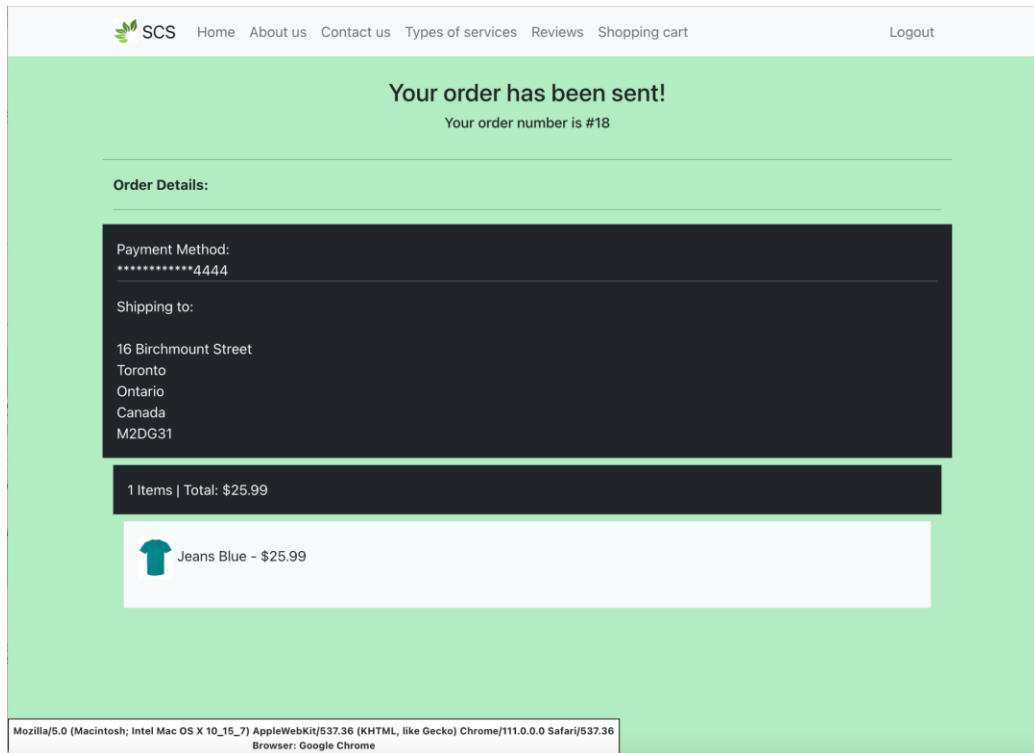 SCS Home About us Contact us Types of services Reviews Shopping cart Logout
Your order has been sent!
Your order number is #18
Order Details:
Payment Method:
************4444
Shipping to:
16 Birchmount Street
Toronto
Ontario
Canada
M2DG31
1 Items | Total: $25.99
Jeans Blue - $25.99
Mozilla/5.0 (Macintosh; Intel Mac OS X 10_15_7) AppleWebKit/537.36 (KHTML, like Gecko) Chrome/111.0.0.0 Safari/537.36
Browser: Google Chrome